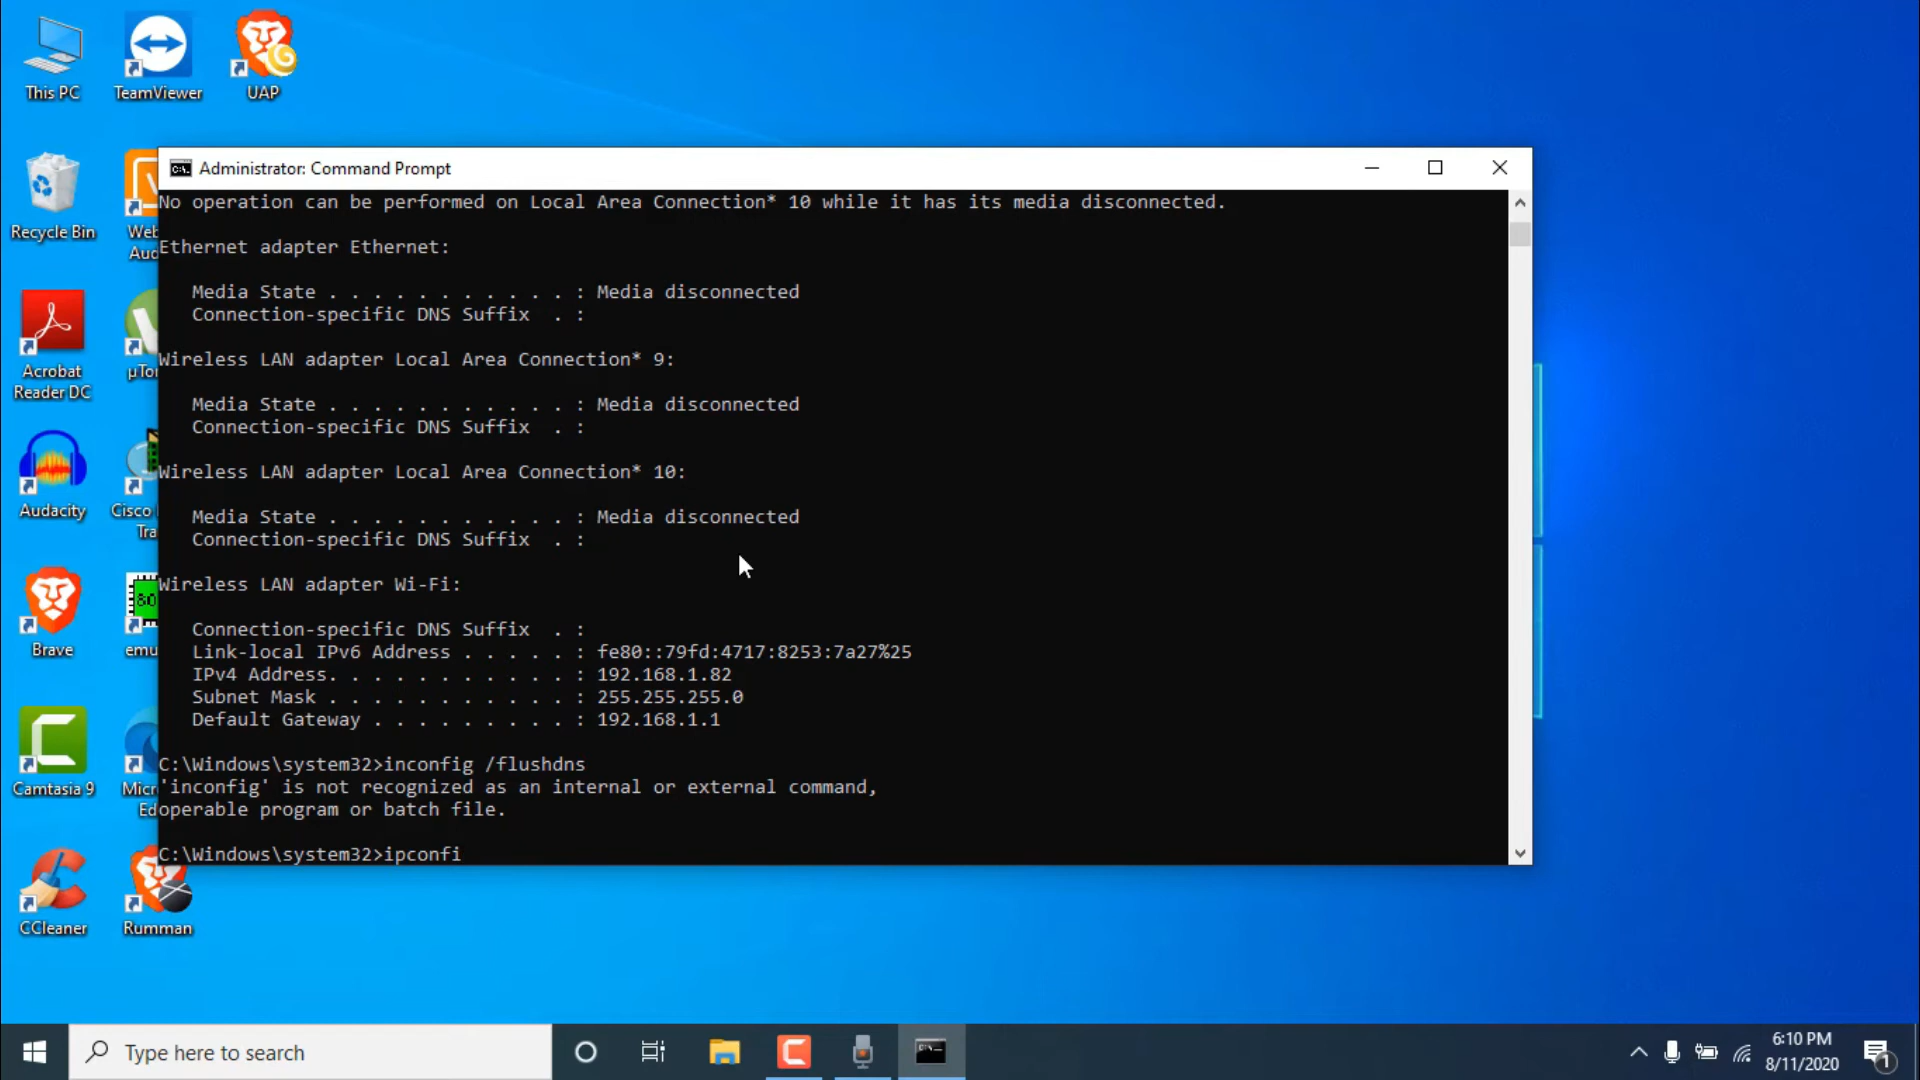 This PC
TeamViewer
UAP
Recycle Bin
Acrobat
Reader DC
Audacity
Cisco
Brave
Camtasia 9
CCleaner
Rumman
Administrator: Command Prompt
No operation can be performed on Local Area Connection* 10 while it has its media disconnected.
Ethernet adapter Ethernet:
Media State . . . . . . . . . . . : Media disconnected
Connection-specific DNS Suffix  . :
Wireless LAN adapter Local Area Connection* 9:
Media State . . . . . . . . . . . : Media disconnected
Connection-specific DNS Suffix  . :
Wireless LAN adapter Local Area Connection* 10:
Media State . . . . . . . . . . . : Media disconnected
Connection-specific DNS Suffix  . :
Wireless LAN adapter Wi-Fi:
Connection-specific DNS Suffix  . :
Link-local IPv6 Address . . . . . : fe80::79fd:4717:8253:7a27%25
IPv4 Address. . . . . . . . . . . : 192.168.1.82
Subnet Mask . . . . . . . . . . . : 255.255.255.0
Default Gateway . . . . . . . . . : 192.168.1.1
C:\Windows\system32>inconfig /flushdns
'inconfig' is not recognized as an internal or external command,
operable program or batch file.
C:\Windows\system32>ipconfi
Type here to search
6:10 PM
8/11/2020
1